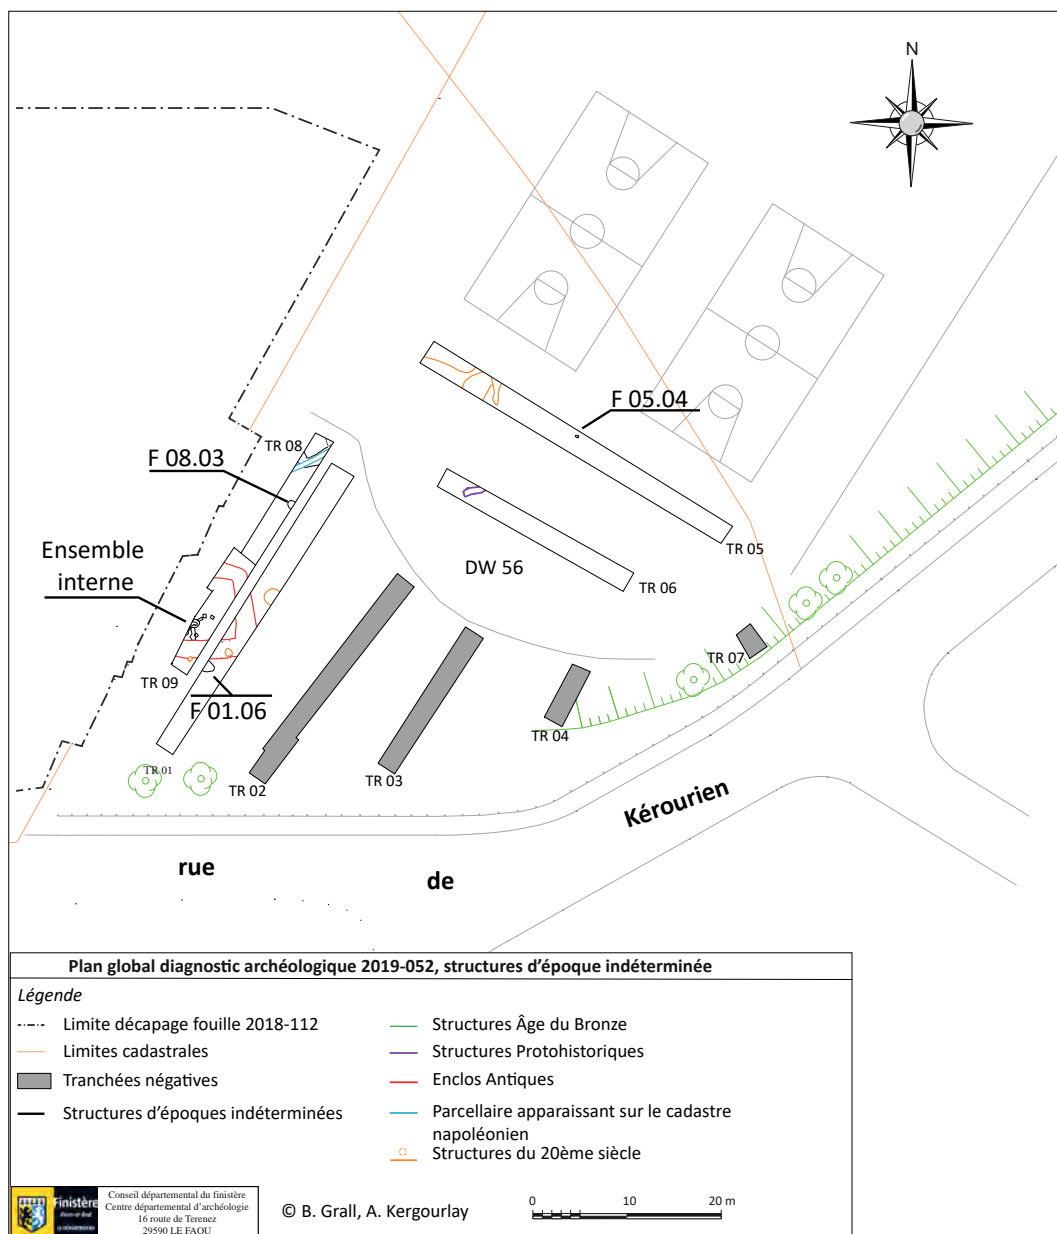 N
F 05.04
TR 08
F 08.03
Ensemble
interne
TR 05
DW 56
TR 06
TR 07
TR 09
F 01.06
TR 04
TR 01
TR 02
TR 03
Kérourien
rue
de
Plan global diagnostic archéologique 2019-052, structures d'époque indéterminée
Légende
Limite décapage fouille 2018-112
Limites cadastrales
Tranchées négatives
Structures d'époques indéterminées
Structures Âge du Bronze
Structures Protohistoriques
Enclos Antiques
Parcellaire apparaissant sur le cadastre
napoléonien
Structures du 20ème siècle
Finistère
Conseil départemental du finistère
Centre départemental d'archéologie
16 route de Terenez
29590 LE FAOU
© B. Grall, A. Kergourlay
0 10 20 m